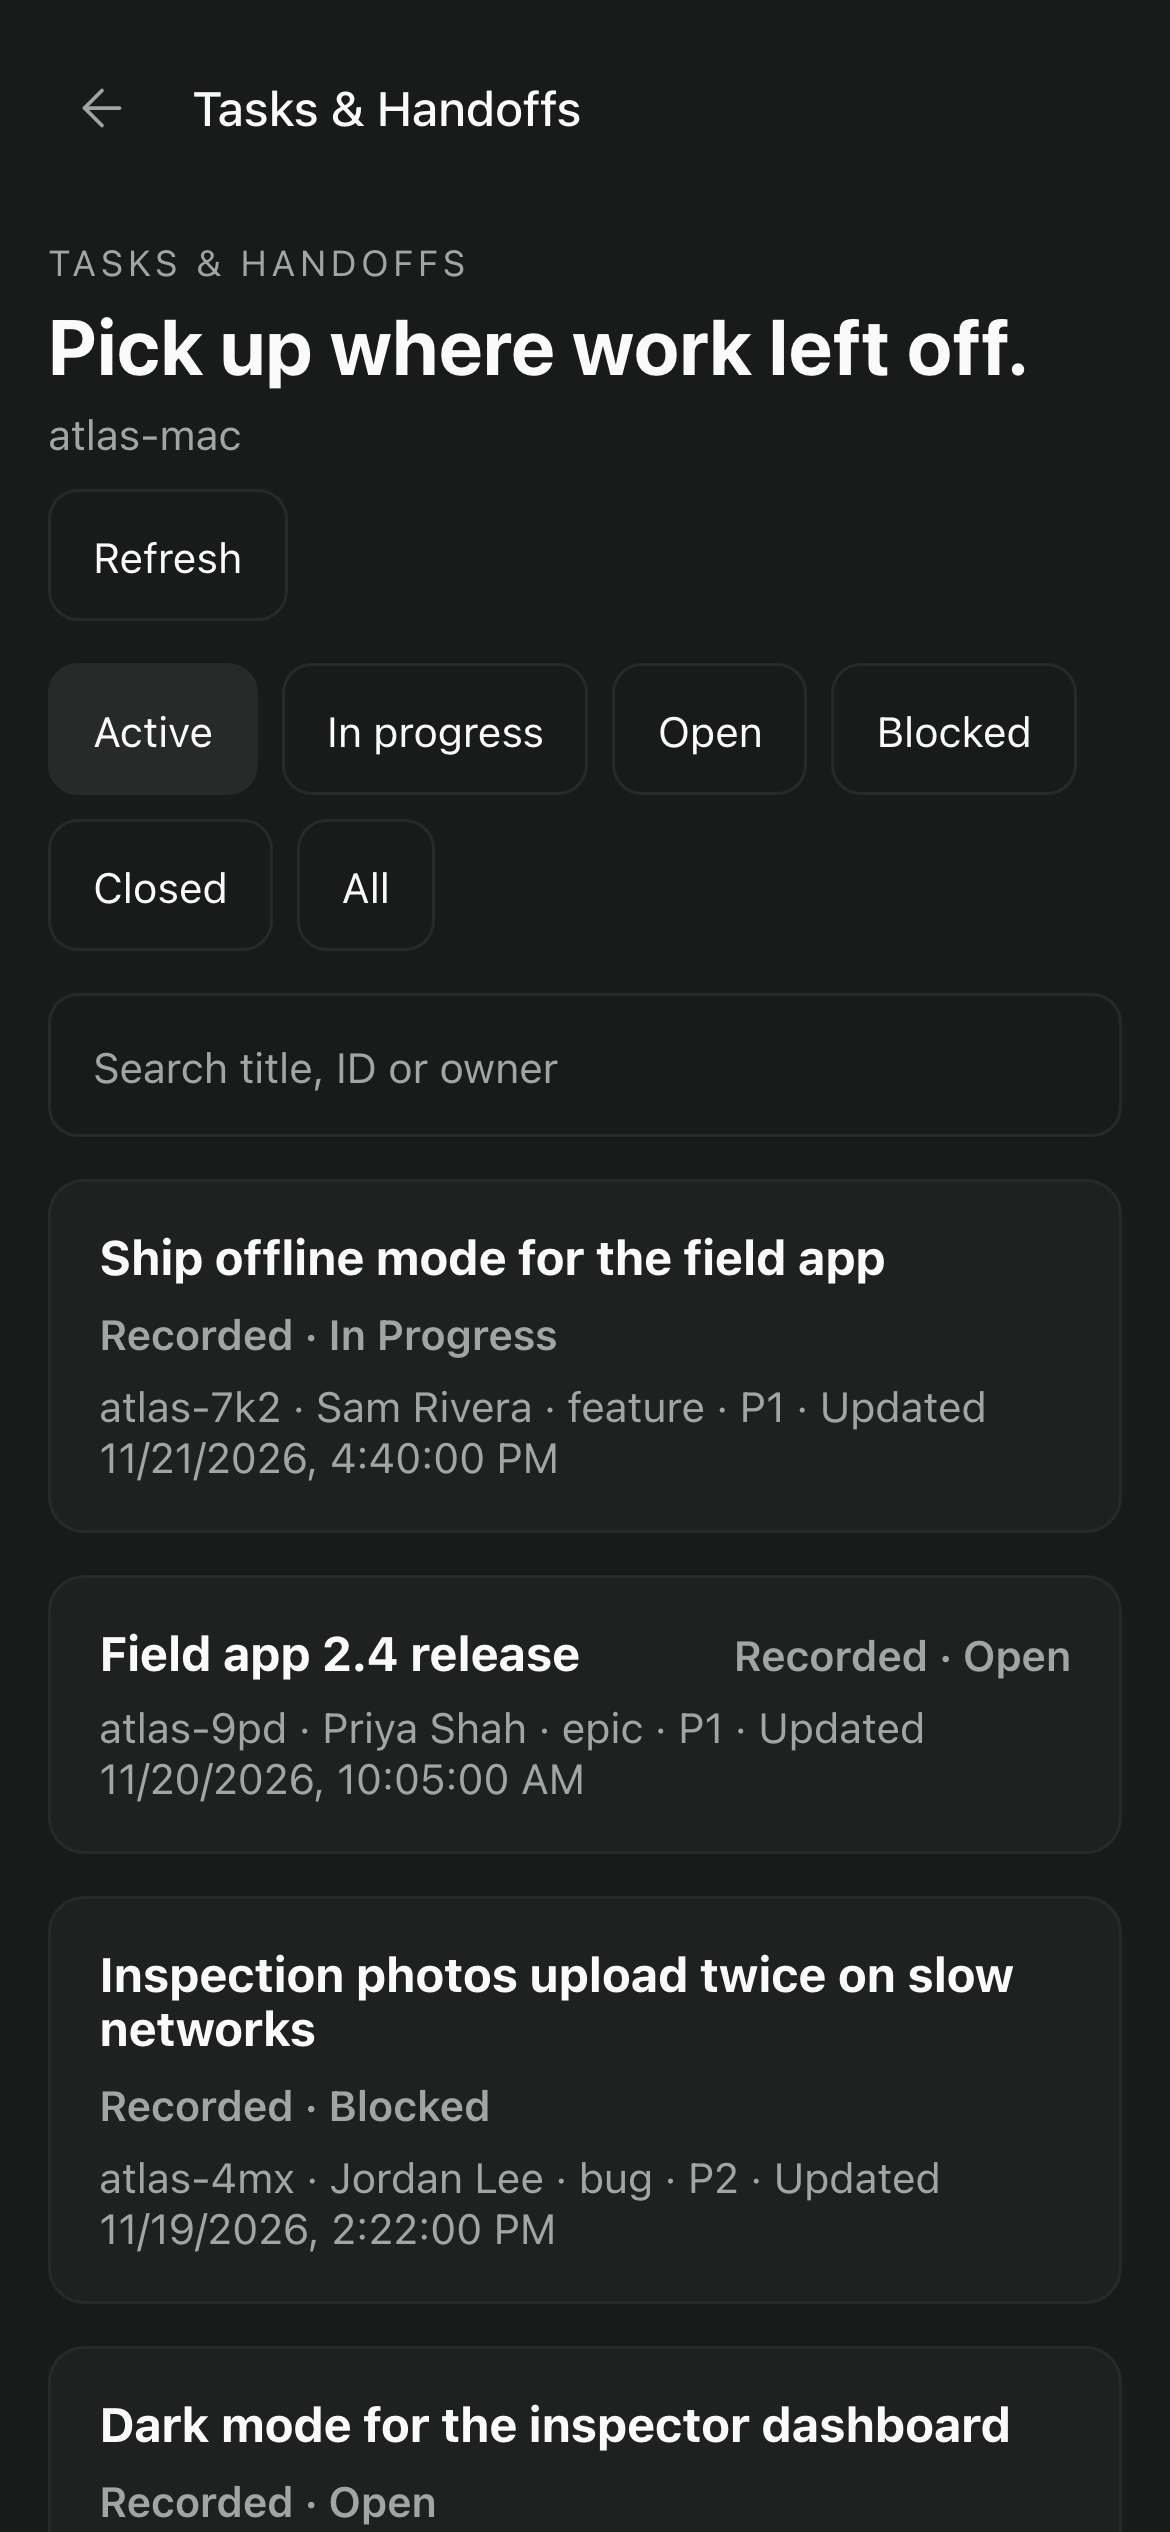 Tasks & Handoffs
TASKS & HANDOFFS
Pick up where work left off.
atlas-mac
Refresh
Active
In progress
Open
Blocked
Closed
All
Search title, ID or owner
Ship offline mode for the field app
Recorded · In Progress
atlas-7k2 · Sam Rivera · feature · P1 · Updated
11/21/2026, 4:40:00 PM
Field app 2.4 release
Recorded · Open
atlas-9pd · Priya Shah · epic · P1 · Updated
11/20/2026, 10:05:00 AM
Inspection photos upload twice on slow
networks
Recorded · Blocked
atlas-4mx · Jordan Lee · bug · P2 · Updated
11/19/2026, 2:22:00 PM
Dark mode for the inspector dashboard
Recorded · Open